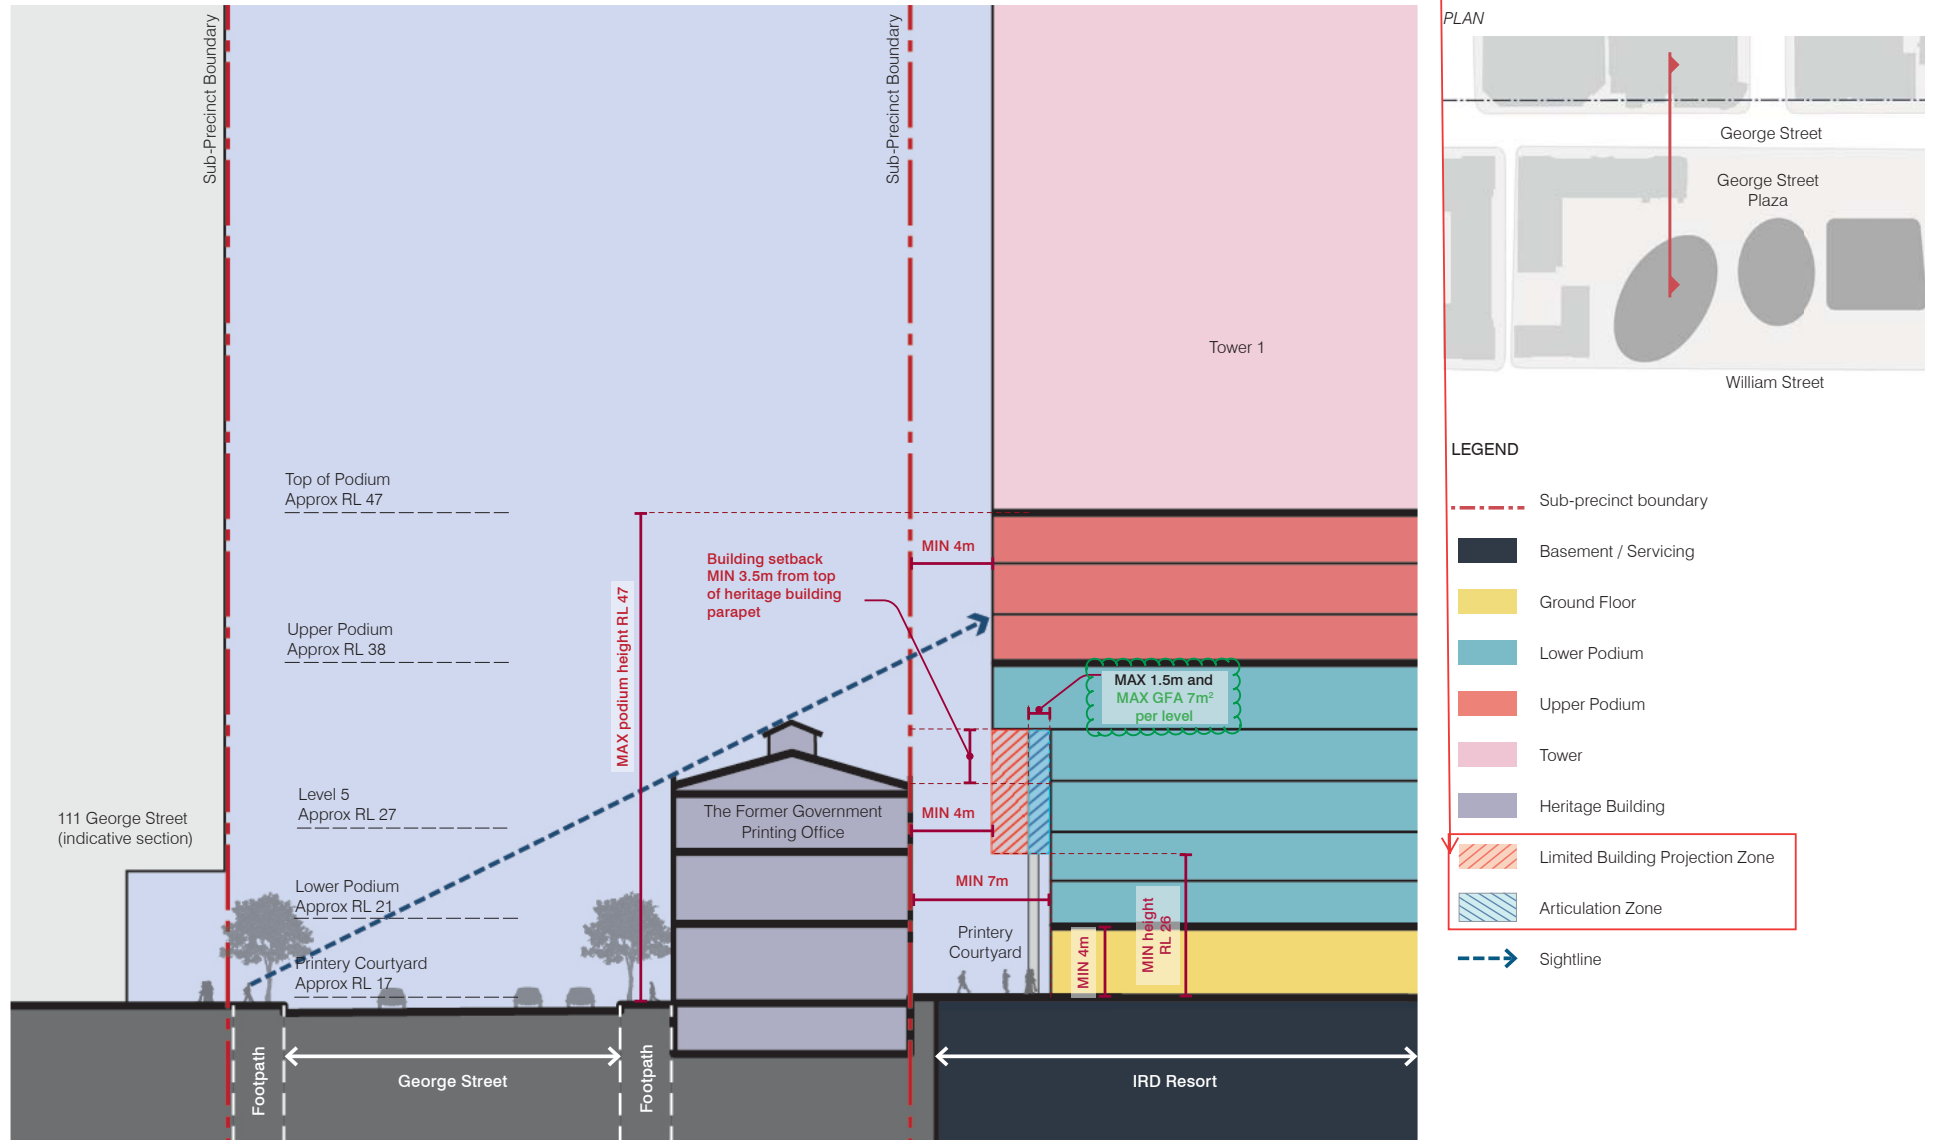 Sub-Precinct Boundary
Sub-Precinct Boundary
Tower 1
Top of Podium
Approx RL 47
MIN 4m
Building setback
MIN 3.5m from top
of heritage building
parapet
MAX podium height RL 47
Upper Podium
Approx RL 38
MAX 1.5m and
MAX GFA 7m²
per level
Level 5
Approx RL 27
111 George Street
(indicative section)
The Former Government
Printing Office
MIN 4m
Lower Podium
Approx RL 21
MIN 7m
Printery
Courtyard
MIN 4m
MIN height
RL 26
Printery Courtyard
Approx RL 17
Footpath
George Street
Footpath
IRD Resort
PLAN
George Street
George Street
Plaza
William Street
LEGEND
Sub-precinct boundary
Basement / Servicing
Ground Floor
Lower Podium
Upper Podium
Tower
Heritage Building
Limited Building Projection Zone
Articulation Zone
Sightline